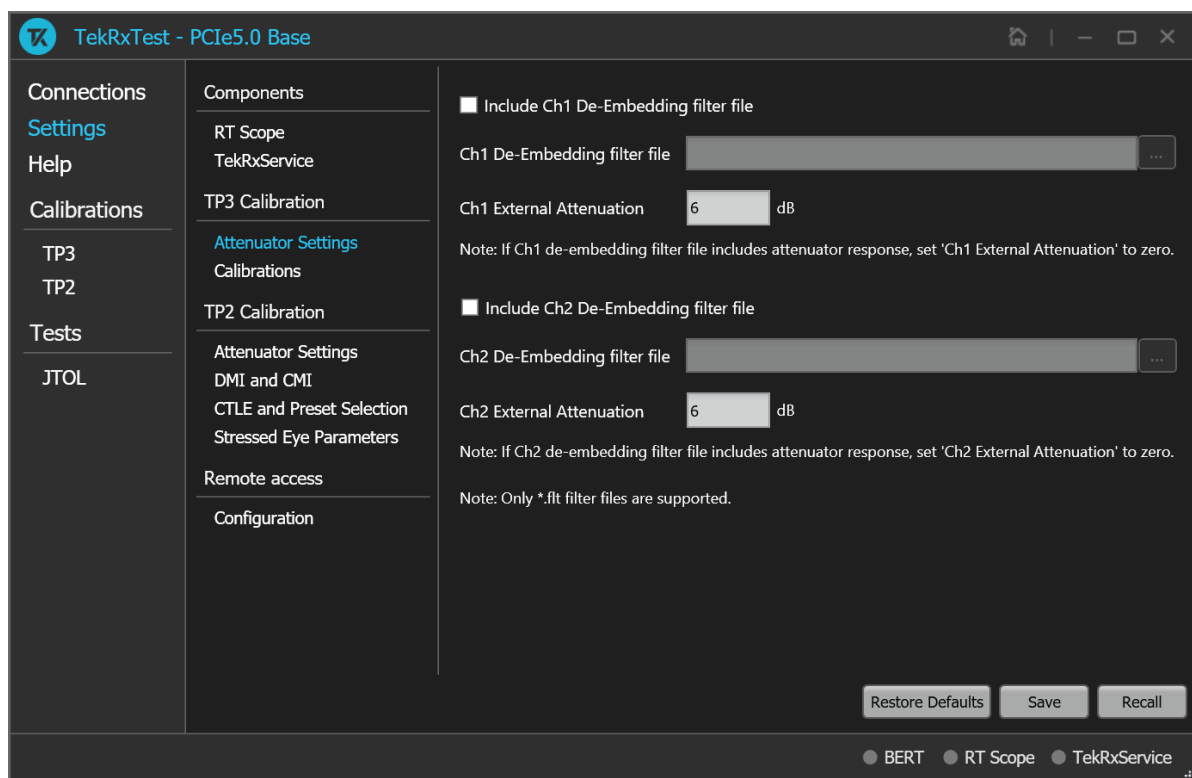 TK TekRxTest - PCIe5.0 Base
Connections
Settings
Help
Calibrations
TP3
TP2
Tests
JTOL
Components
RT Scope
TekRxService
TP3 Calibration
Attenuator Settings
Calibrations
TP2 Calibration
Attenuator Settings
DMI and CMI
CTLE and Preset Selection
Stressed Eye Parameters
Remote access
Configuration
Include Ch1 De-Embedding filter file
Ch1 De-Embedding filter file ...
Ch1 External Attenuation 6 dB
Note: If Ch1 de-embedding filter file includes attenuator response, set 'Ch1 External Attenuation' to zero.
Include Ch2 De-Embedding filter file
Ch2 De-Embedding filter file ...
Ch2 External Attenuation 6 dB
Note: If Ch2 de-embedding filter file includes attenuator response, set 'Ch2 External Attenuation' to zero.
Note: Only *.flt filter files are supported.
Restore Defaults Save Recall
BERT RT Scope TekRxService